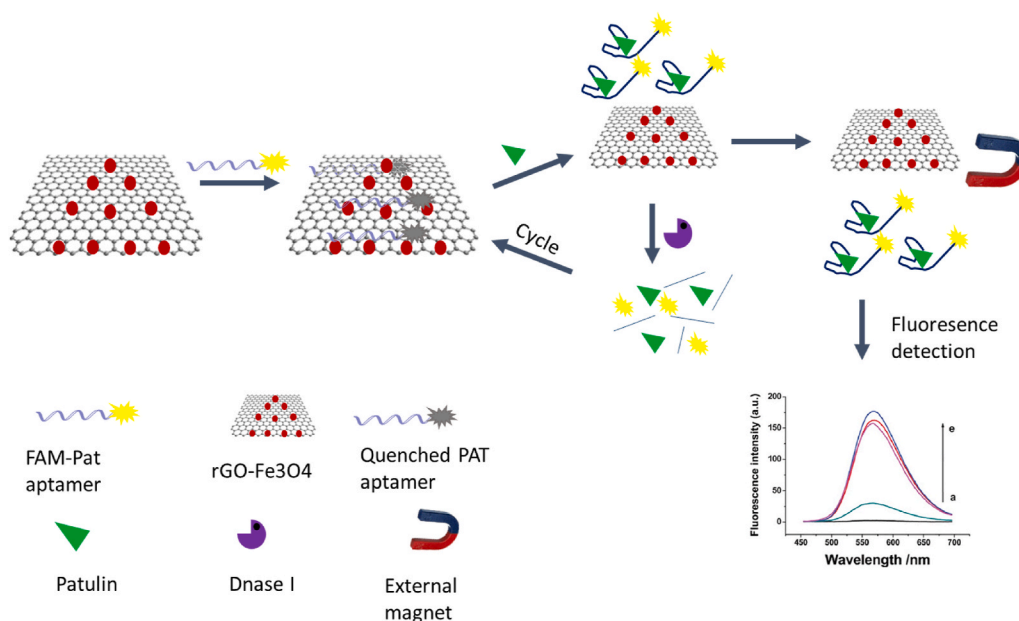 Cycle
Fluoresence
detection
FAM-Pat
aptamer
rGO-Fe3O4
Quenched PAT
aptamer
Patulin
Dnase I
External
magnet
Fluorescence intensity (a.u.)
200
150
100
50
0
e
a
450
500
550
600
650
700
Wavelength /nm